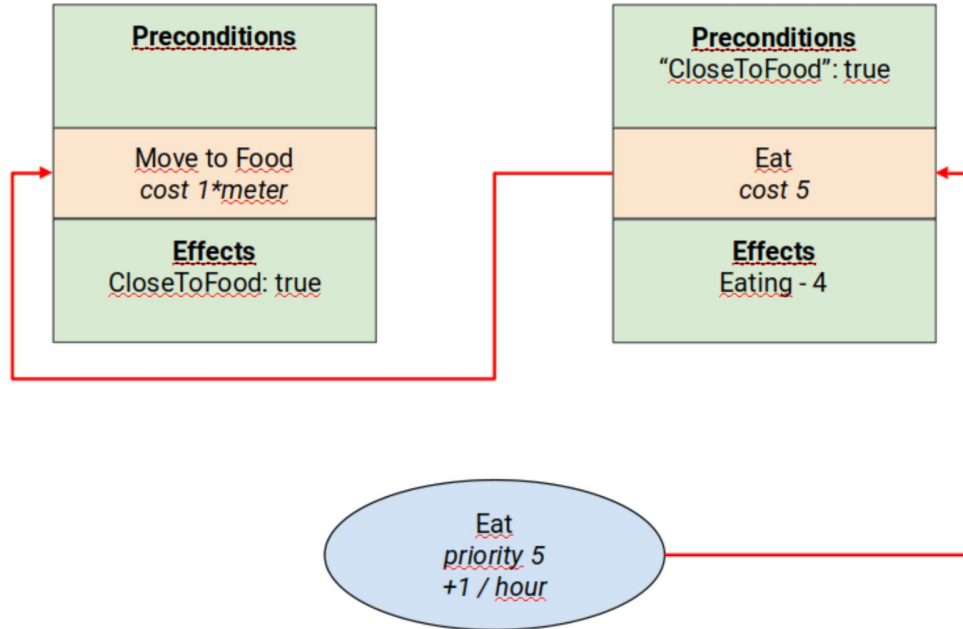 Preconditions
Move to Food
cost 1*meter
Effects
CloseToFood: true
Preconditions
“CloseToFood”: true
Eat
cost 5
Effects
Eating - 4
Eat
priority 5
+1 / hour